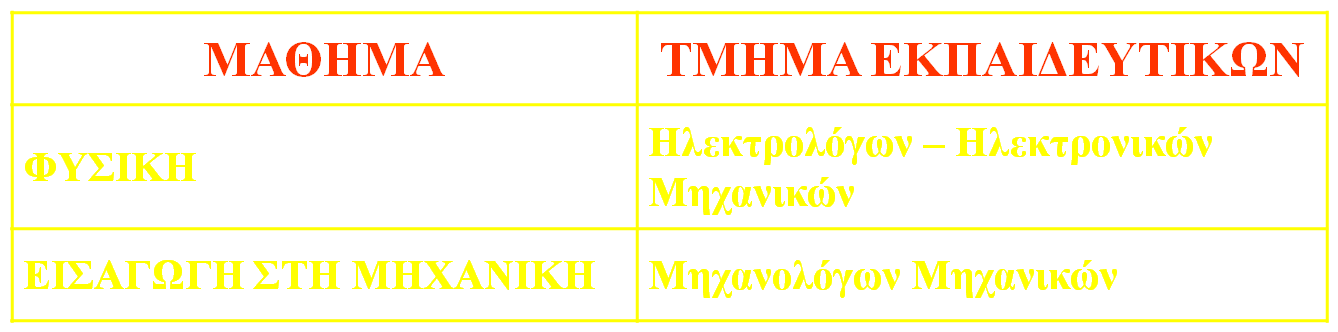 ΜΑΘΗΜΑ
ΤΜΗΜΑ ΕΚΠΑΙΔΕΥΤΙΚΩΝ
ΦΥΣΙΚΗ
Ηλεκτρολόγων – Ηλεκτρονικών
Μηχανικών
ΕΙΣΑΓΩΓΗ ΣΤΗ ΜΗΧΑΝΙΚΗ
Μηχανολόγων Μηχανικών